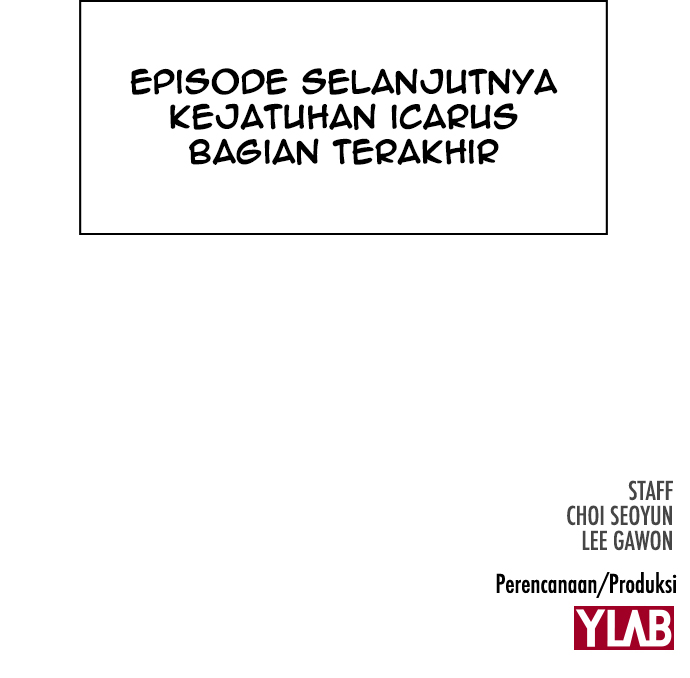 EPISODE SELANJUTNYA
KEJATUHAN ICARUS
BAGIAN TERAKHIR
STAFF
CHOI SEOYUN
LEE GAWON
Perencanaan/Produksi
YLAB